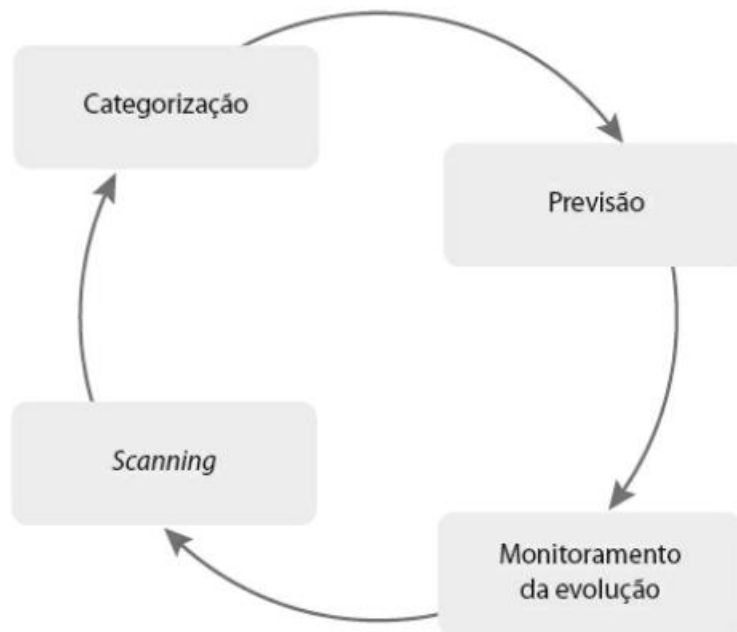 Categorização
Previsão
Scanning
Monitoramento
da evolução